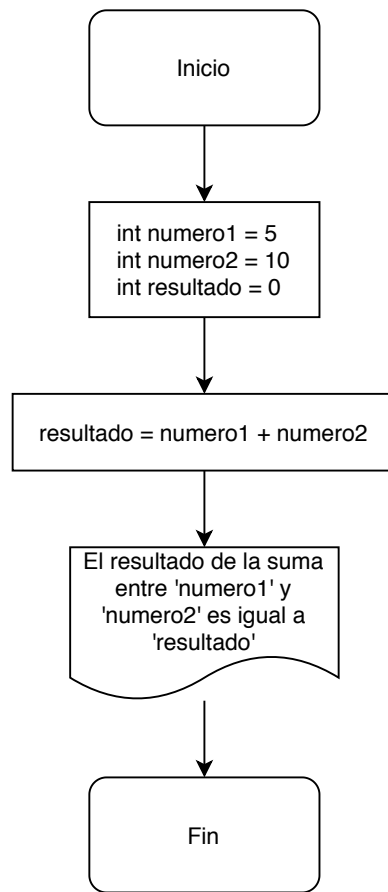 Inicio
int numero1 = 5
int numero2 = 10
int resultado = 0
resultado = numero1 + numero2
El resultado de la suma
entre 'numero1' y
'numero2' es igual a
'resultado'
Fin